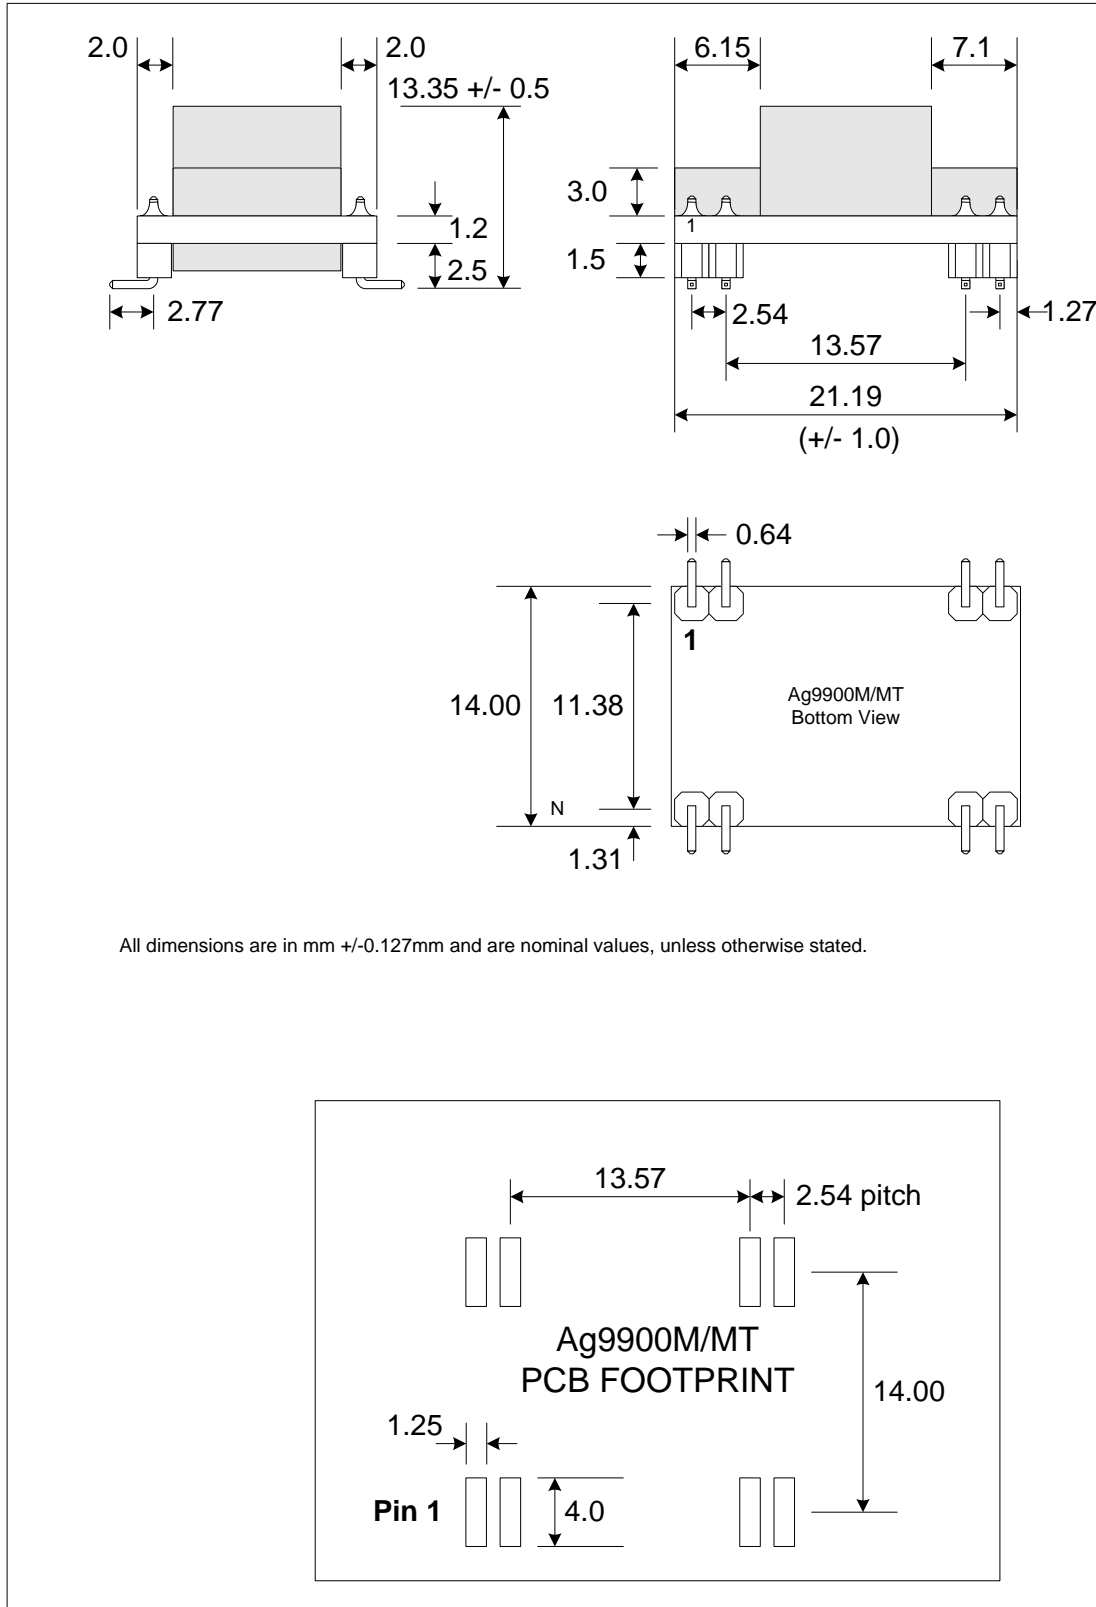 2.0
2.0
6.15
7.1
13.35 +/- 0.5
3.0
1.2
1
2.5
1.5
2.77
2.54
1.27
13.57
21.19
(+/- 1.0)
0.64
1
14.00
11.38
Ag9900M/MT
Bottom View
N
1.31
All dimensions are in mm +/-0.127mm and are nominal values, unless otherwise stated.
13.57
2.54 pitch
Ag9900M/MT
PCB FOOTPRINT
14.00
1.25
Pin 1
4.0